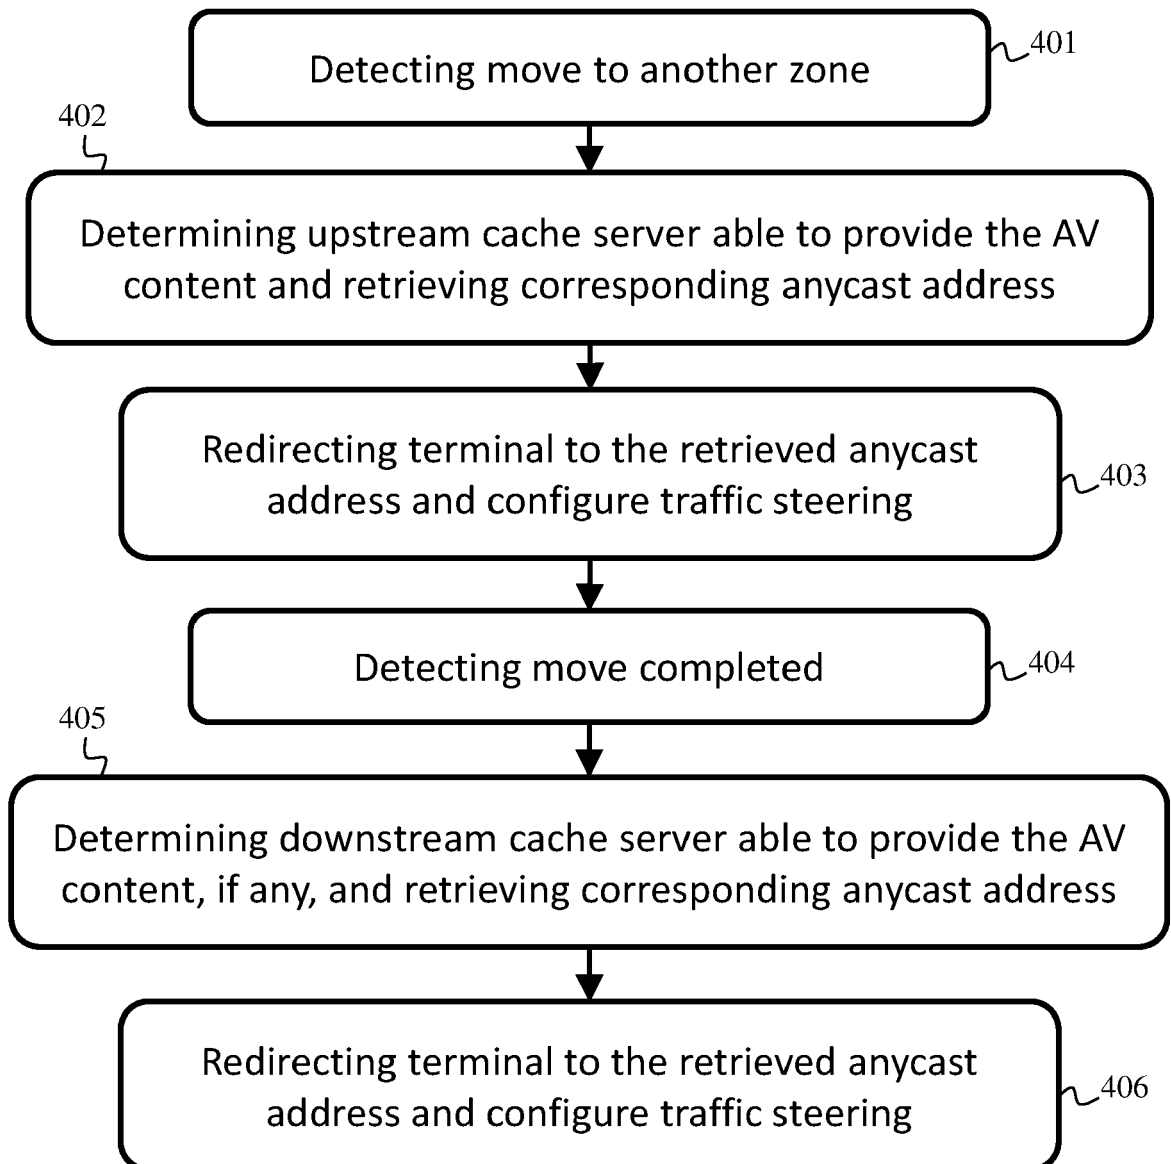 Detecting move to another zone
401
402
Determining upstream cache server able to provide the AV
content and retrieving corresponding anycast address
Redirecting terminal to the retrieved anycast
address and configure traffic steering
403
Detecting move completed
404
405
Determining downstream cache server able to provide the AV
content, if any, and retrieving corresponding anycast address
Redirecting terminal to the retrieved anycast
address and configure traffic steering
406